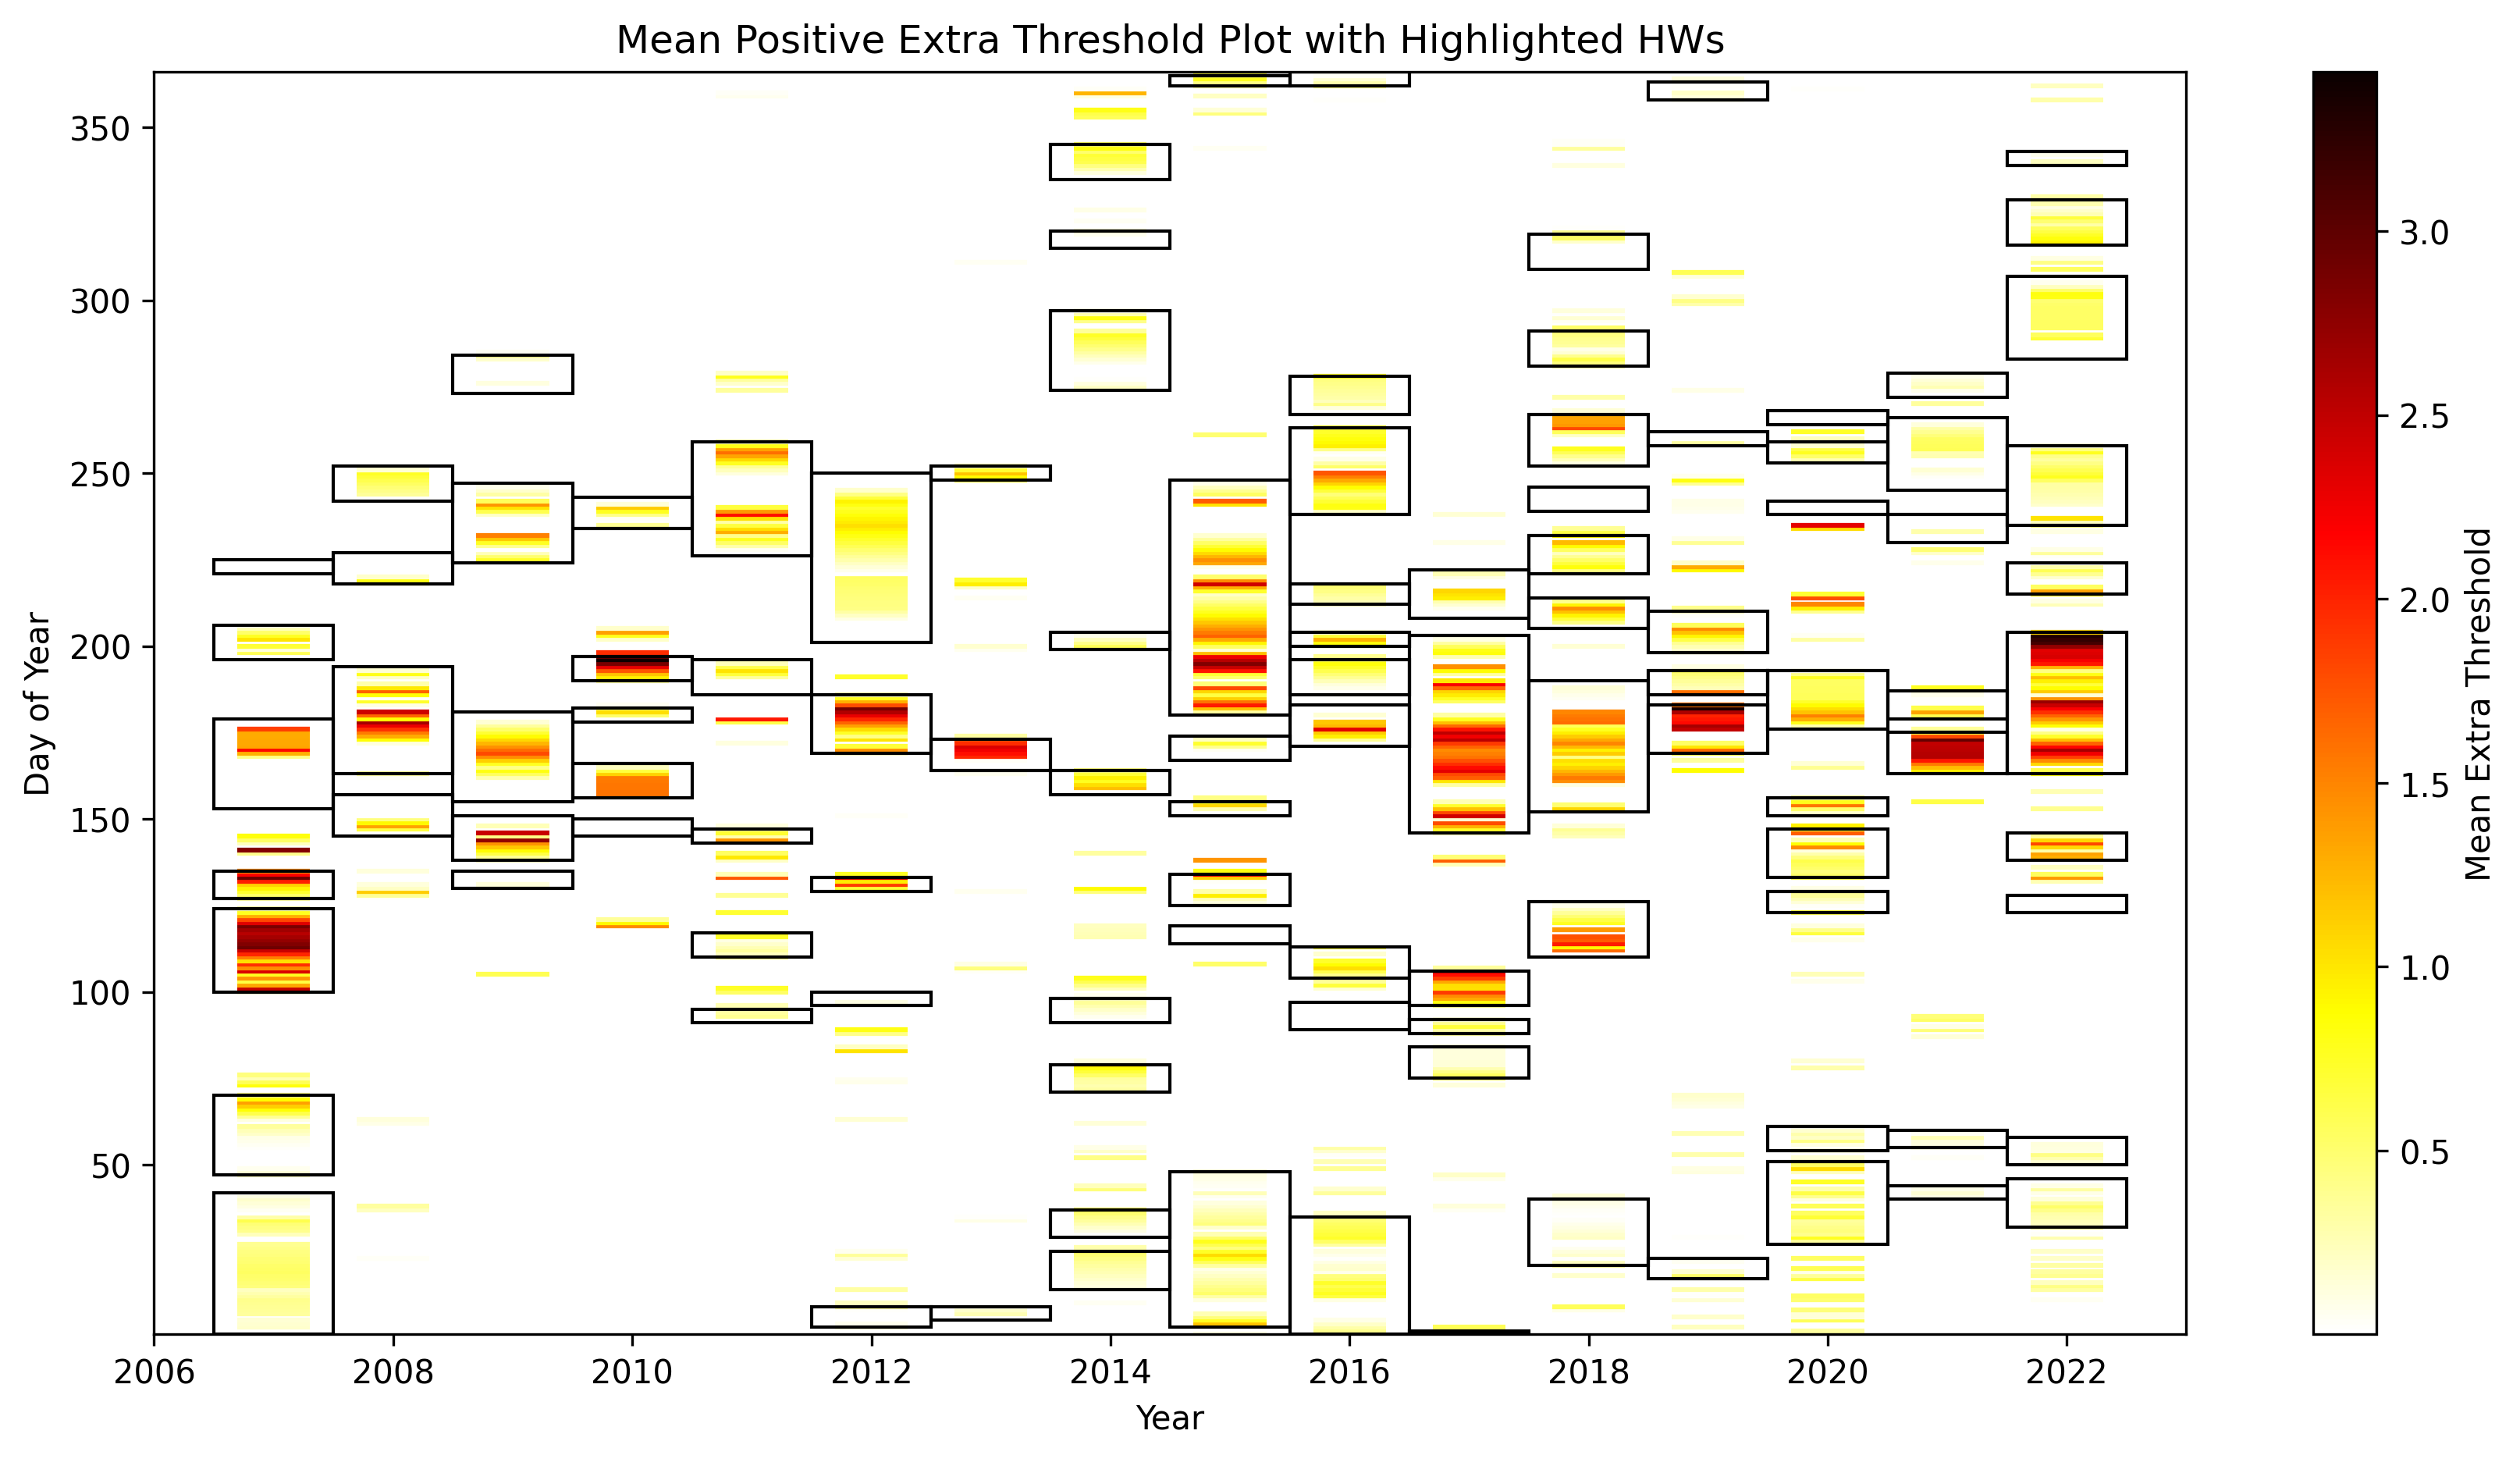 Mean Positive Extra Threshold Plot with Highlighted HWs
350
300
250
200
150
100
50
Day of Year
2006 2008 2010 2012 2014 2016 2018 2020 2022
Year
3.0
2.5
2.0
1.5
1.0
0.5
Mean Extra Threshold